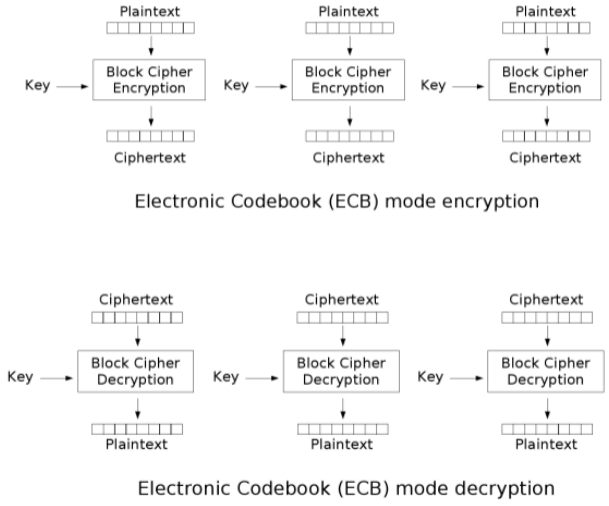 Plaintext Plaintext Plaintext
Key Block Cipher Encryption Key Block Cipher Encryption Key Block Cipher Encryption
Ciphertext Ciphertext Ciphertext
Electronic Codebook (ECB) mode encryption
Ciphertext Ciphertext Ciphertext
Key Block Cipher Decryption Key Block Cipher Decryption Key Block Cipher Decryption
Plaintext Plaintext Plaintext
Electronic Codebook (ECB) mode decryption